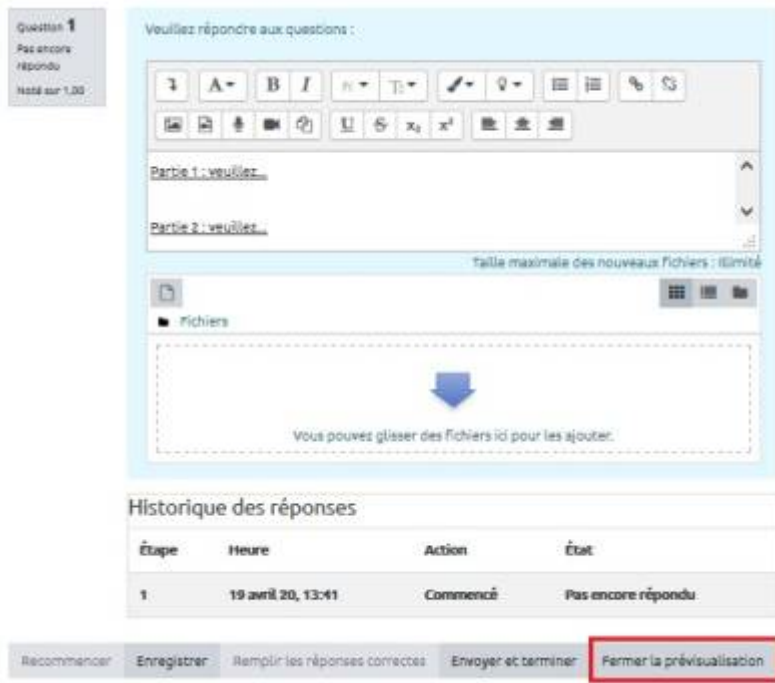 Question 1
Pas encore
répondu
Noté sur 1,00
Veuillez répondre aux questions :
Partie 1 : veuillez...
Partie 2 : veuillez...
Taille maximale des nouveaux fichiers : illimité
Fichiers
Vous pouvez glisser des fichiers ici pour les ajouter.
Historique des réponses
Étape Heure Action État
1 19 avril 20, 13:41 Commencé Pas encore répondu
Recommencer Enregistrer Remplir les réponses correctes Envoyer et terminer Fermer la prévisualisation